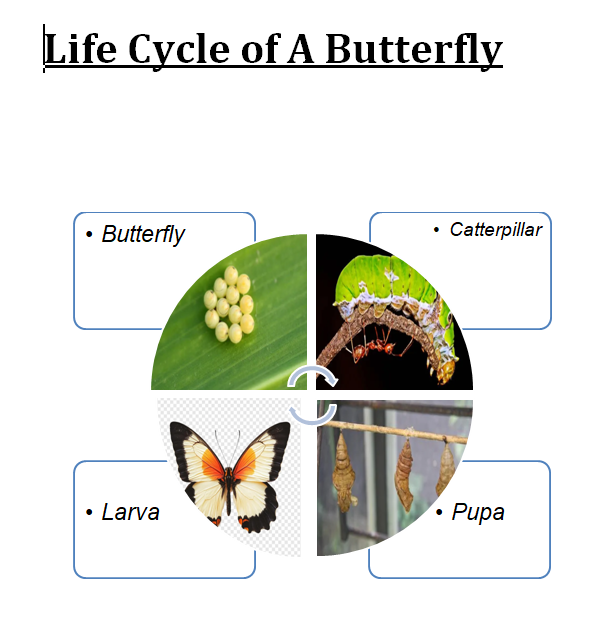 Life Cycle of A Butterfly
• Butterfly
• Catterpillar
• Larva
• Pupa